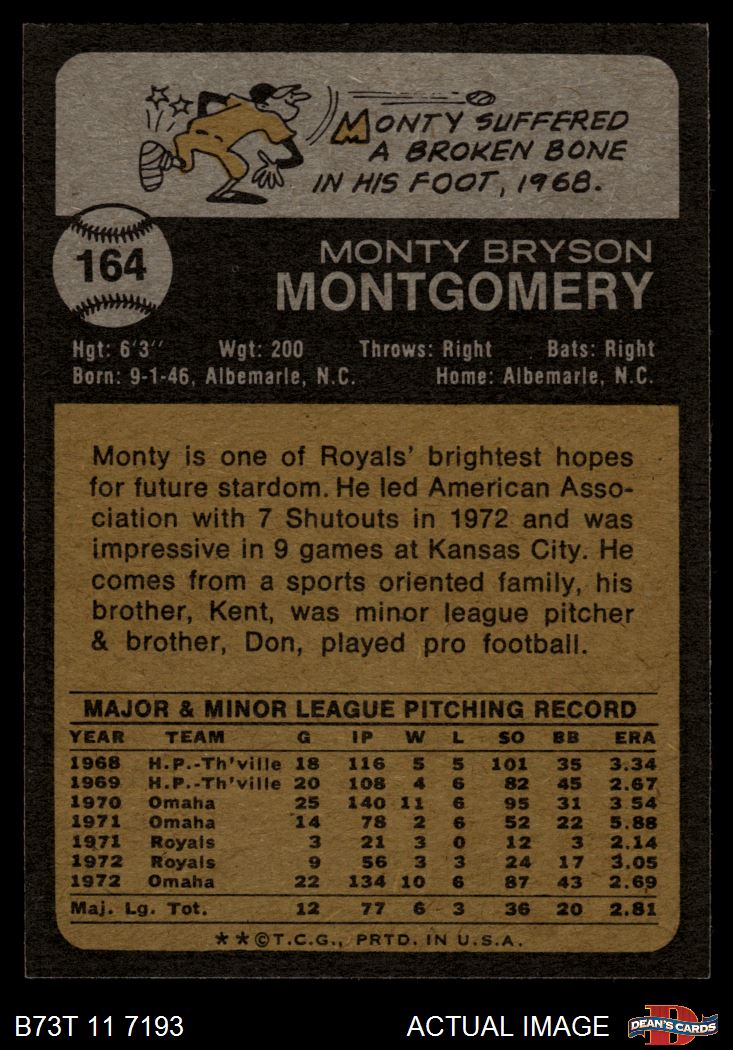 MONTY SUFFERED
A BROKEN BONE
IN HIS FOOT, 1968.
164
MONTY BRYSON
MONTGOMERY
Hgt: 6'3" Wgt: 200 Throws: Right Bats: Right
Born: 9-1-46, Albemarle, N.C. Home: Albemarle, N.C.
Monty is one of Royals' brightest hopes
for future stardom. He led American Asso-
ciation with 7 Shutouts in 1972 and was
impressive in 9 games at Kansas City. He
comes from a sports oriented family, his
brother, Kent, was minor league pitcher
& brother, Don, played pro football.
MAJOR & MINOR LEAGUE PITCHING RECORD
YEAR TEAM G IP W L SO BB ERA
1968 H.P.-Th'ville 18 116 5 5 101 35 3.34
1969 H.P.-Th'ville 20 108 4 6 82 45 2.67
1970 Omaha 25 140 11 6 95 31 3.54
1971 Omaha 14 78 2 6 52 22 5.88
1971 Royals 3 21 3 0 12 3 2.14
1972 Royals 9 56 3 3 24 17 3.05
1972 Omaha 22 134 10 6 87 43 2.69
Maj. Lg. Tot. 12 77 6 3 36 20 2.81
**©T.C.G., PRTD. IN U.S.A.
B73T 11 7193 ACTUAL IMAGE DEAN'S CARDS